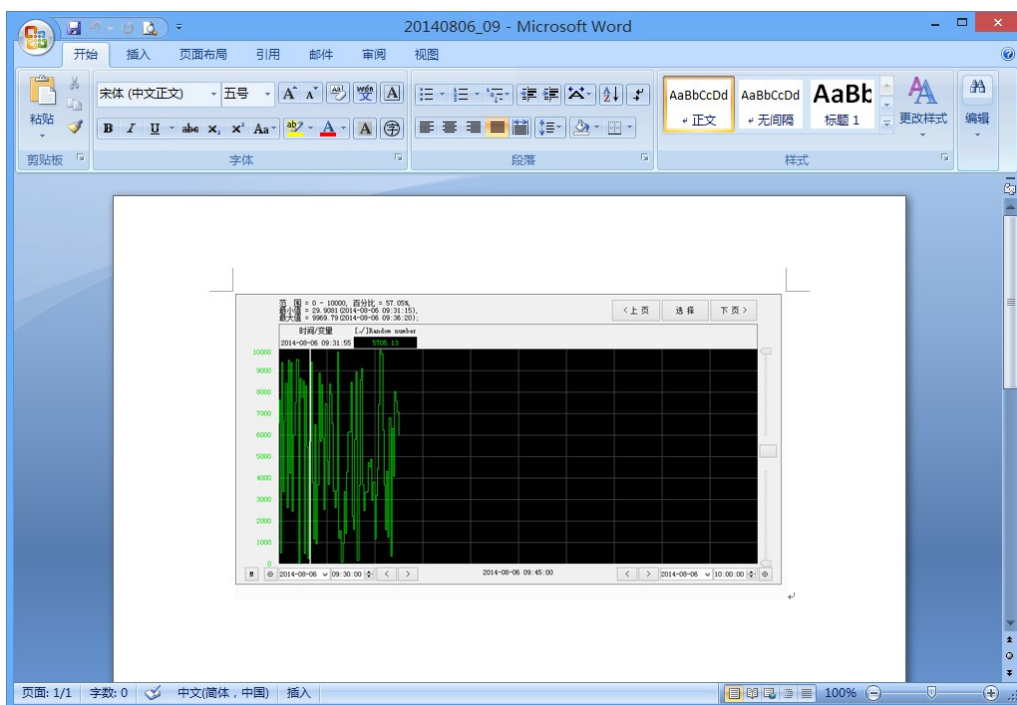 20140806_09 - Microsoft Word
开始 插入 页面布局 引用 邮件 审阅 视图
粘贴
宋体 (中文正文) 五号
AaBbCcDd AaBbCcDd AaBb
正文 无间隔 标题 1
更改样式 编辑
剪贴板 字体 段落 样式
范 围 = 0 - 10000, 百分比 = 57.05%,
最小值 = 29.9081(2014-08-06 09:31:15),
最大值 = 9969.79(2014-08-06 09:36:20);
<上 页 选 择 下 页>
时间/变量 [./]Random number
2014-08-06 09:31:55 5705.13
10000
9000
8000
7000
6000
5000
4000
3000
2000
1000
0
2014-08-06 09:30:00 < > 2014-08-06 09:45:00 < > 2014-08-06 10:00:00
页面: 1/1 字数: 0 中文(简体，中国) 插入 100%